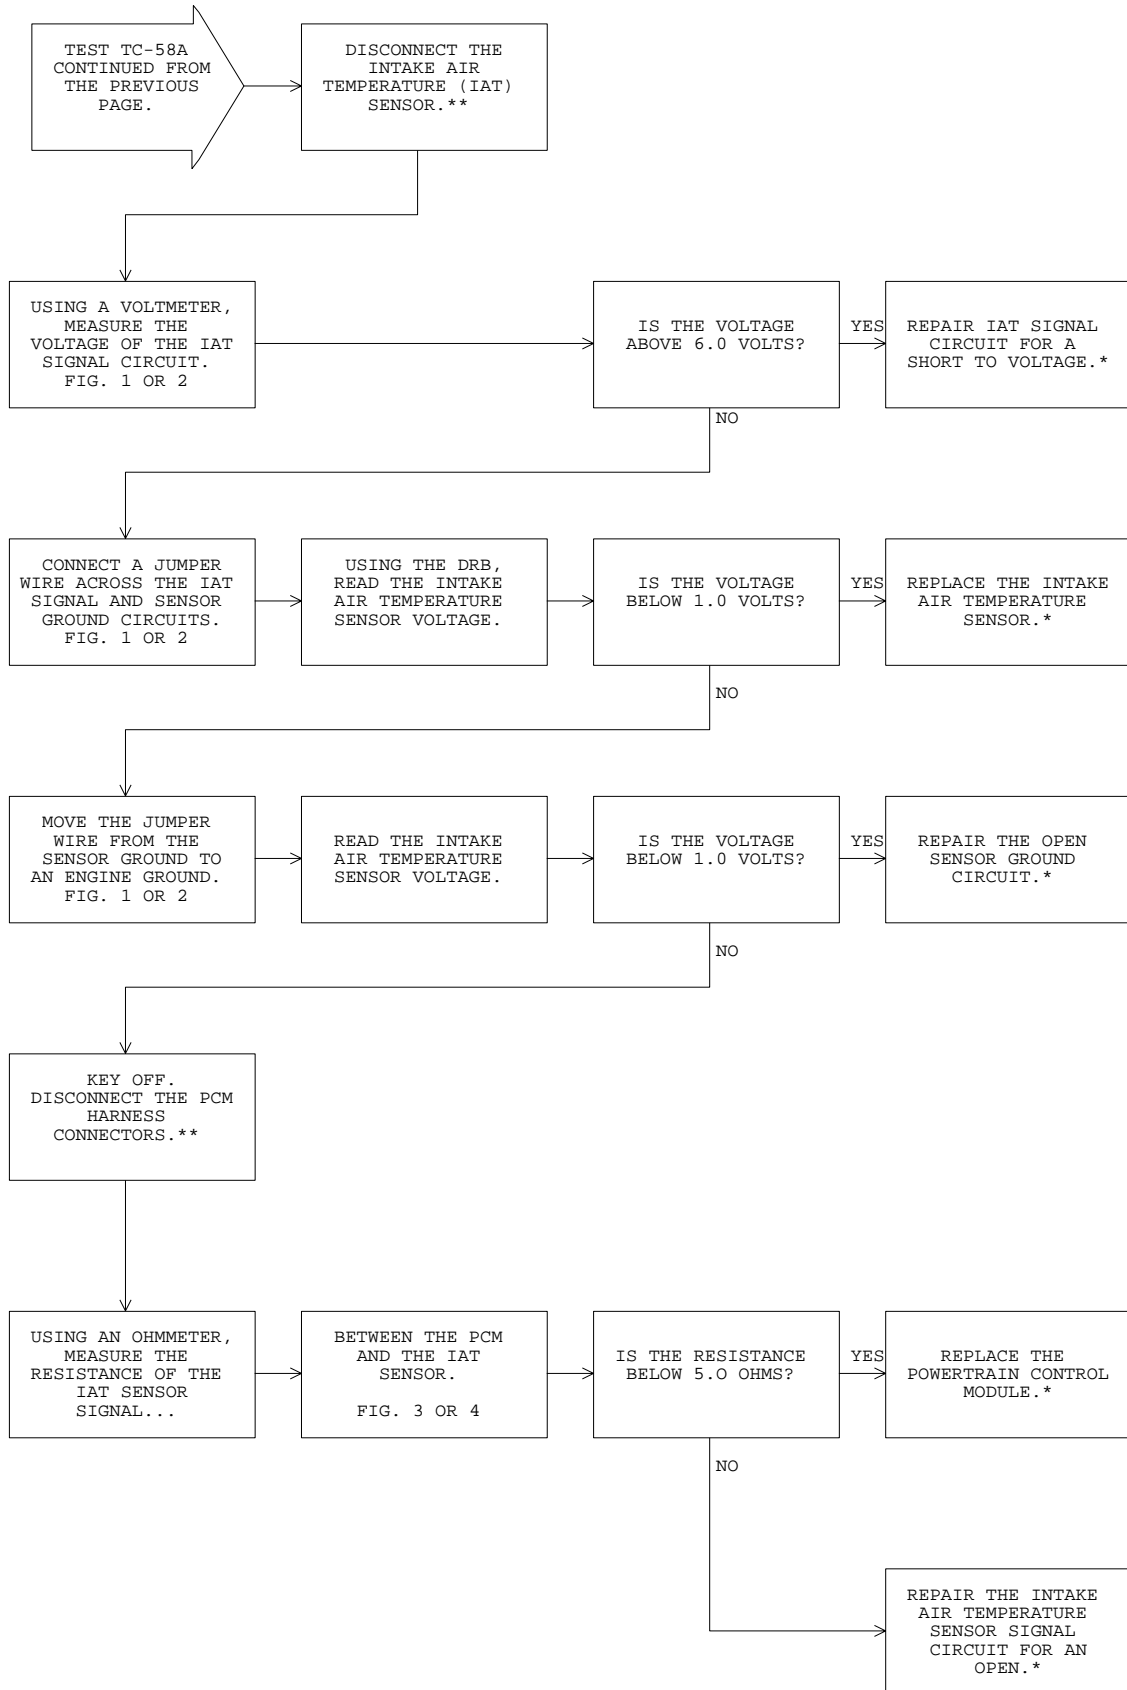 TEST TC-58A
CONTINUED FROM
THE PREVIOUS
PAGE.
DISCONNECT THE
INTAKE AIR
TEMPERATURE (IAT)
SENSOR.**
USING A VOLTMETER,
MEASURE THE
VOLTAGE OF THE IAT
SIGNAL CIRCUIT.
FIG. 1 OR 2
IS THE VOLTAGE
ABOVE 6.0 VOLTS?
YES
REPAIR IAT SIGNAL
CIRCUIT FOR A
SHORT TO VOLTAGE.*
NO
CONNECT A JUMPER
WIRE ACROSS THE IAT
SIGNAL AND SENSOR
GROUND CIRCUITS.
FIG. 1 OR 2
USING THE DRB,
READ THE INTAKE
AIR TEMPERATURE
SENSOR VOLTAGE.
IS THE VOLTAGE
BELOW 1.0 VOLTS?
YES
REPLACE THE INTAKE
AIR TEMPERATURE
SENSOR.*
NO
MOVE THE JUMPER
WIRE FROM THE
SENSOR GROUND TO
AN ENGINE GROUND.
FIG. 1 OR 2
READ THE INTAKE
AIR TEMPERATURE
SENSOR VOLTAGE.
IS THE VOLTAGE
BELOW 1.0 VOLTS?
YES
REPAIR THE OPEN
SENSOR GROUND
CIRCUIT.*
NO
KEY OFF.
DISCONNECT THE PCM
HARNESS
CONNECTORS.**
USING AN OHMMETER,
MEASURE THE
RESISTANCE OF THE
IAT SENSOR
SIGNAL...
BETWEEN THE PCM
AND THE IAT
SENSOR.
FIG. 3 OR 4
IS THE RESISTANCE
BELOW 5.O OHMS?
YES
REPLACE THE
POWERTRAIN CONTROL
MODULE.*
NO
REPAIR THE INTAKE
AIR TEMPERATURE
SENSOR SIGNAL
CIRCUIT FOR AN
OPEN.*